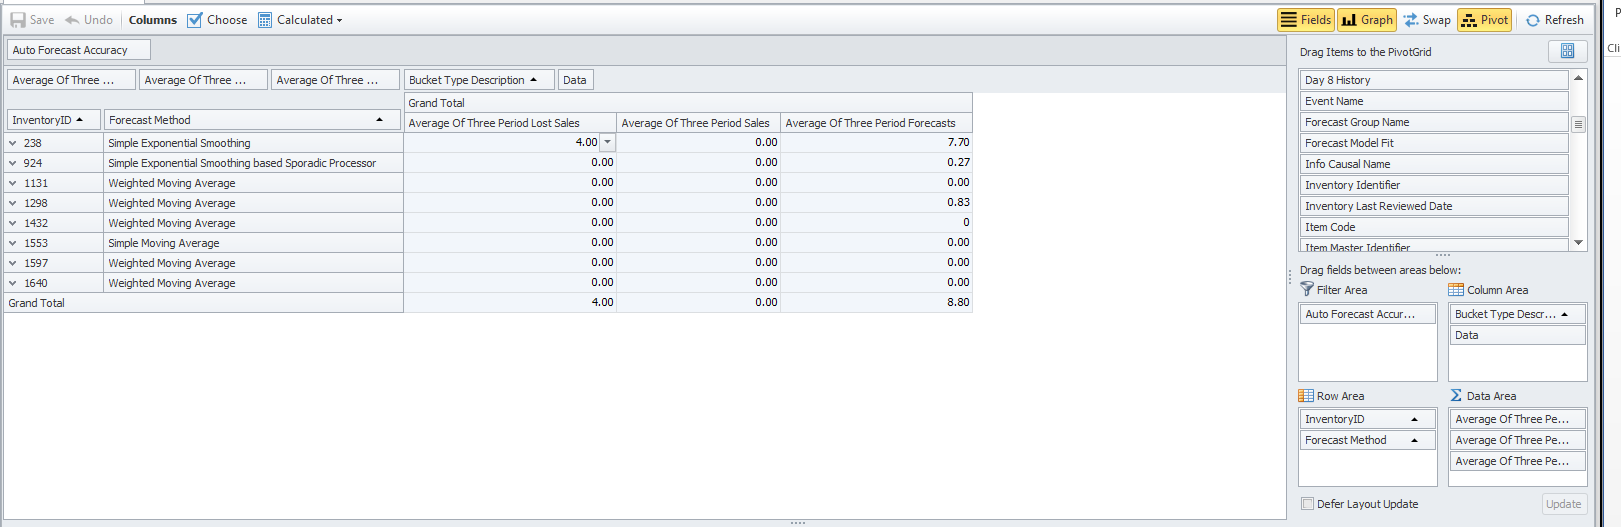 Save Undo Columns Choose Calculated Fields Graph Swap Pivot Refresh
Auto Forecast Accuracy
Average Of Three ... Average Of Three ... Average Of Three ... Bucket Type Description Data
Grand Total
InventoryID Forecast Method Average Of Three Period Lost Sales Average Of Three Period Sales Average Of Three Period Forecasts
238 Simple Exponential Smoothing 4.00 0.00 7.70
924 Simple Exponential Smoothing based Sporadic Processor 0.00 0.00 0.27
1131 Weighted Moving Average 0.00 0.00 0.00
1298 Weighted Moving Average 0.00 0.00 0.83
1432 Weighted Moving Average 0.00 0.00 0
1553 Simple Moving Average 0.00 0.00 0.00
1597 Weighted Moving Average 0.00 0.00 0.00
1640 Weighted Moving Average 0.00 0.00 0.00
Grand Total 4.00 0.00 8.80
Drag Items to the PivotGrid
Day 8 History
Event Name
Forecast Group Name
Forecast Model Fit
Info Causal Name
Inventory Identifier
Inventory Last Reviewed Date
Item Code
Item Master Identifier
Drag fields between areas below:
Filter Area
Auto Forecast Accur...
Column Area
Bucket Type Descr...
Data
Row Area
InventoryID
Forecast Method
Data Area
Average Of Three Pe...
Average Of Three Pe...
Average Of Three Pe...
Defer Layout Update Update
Cli